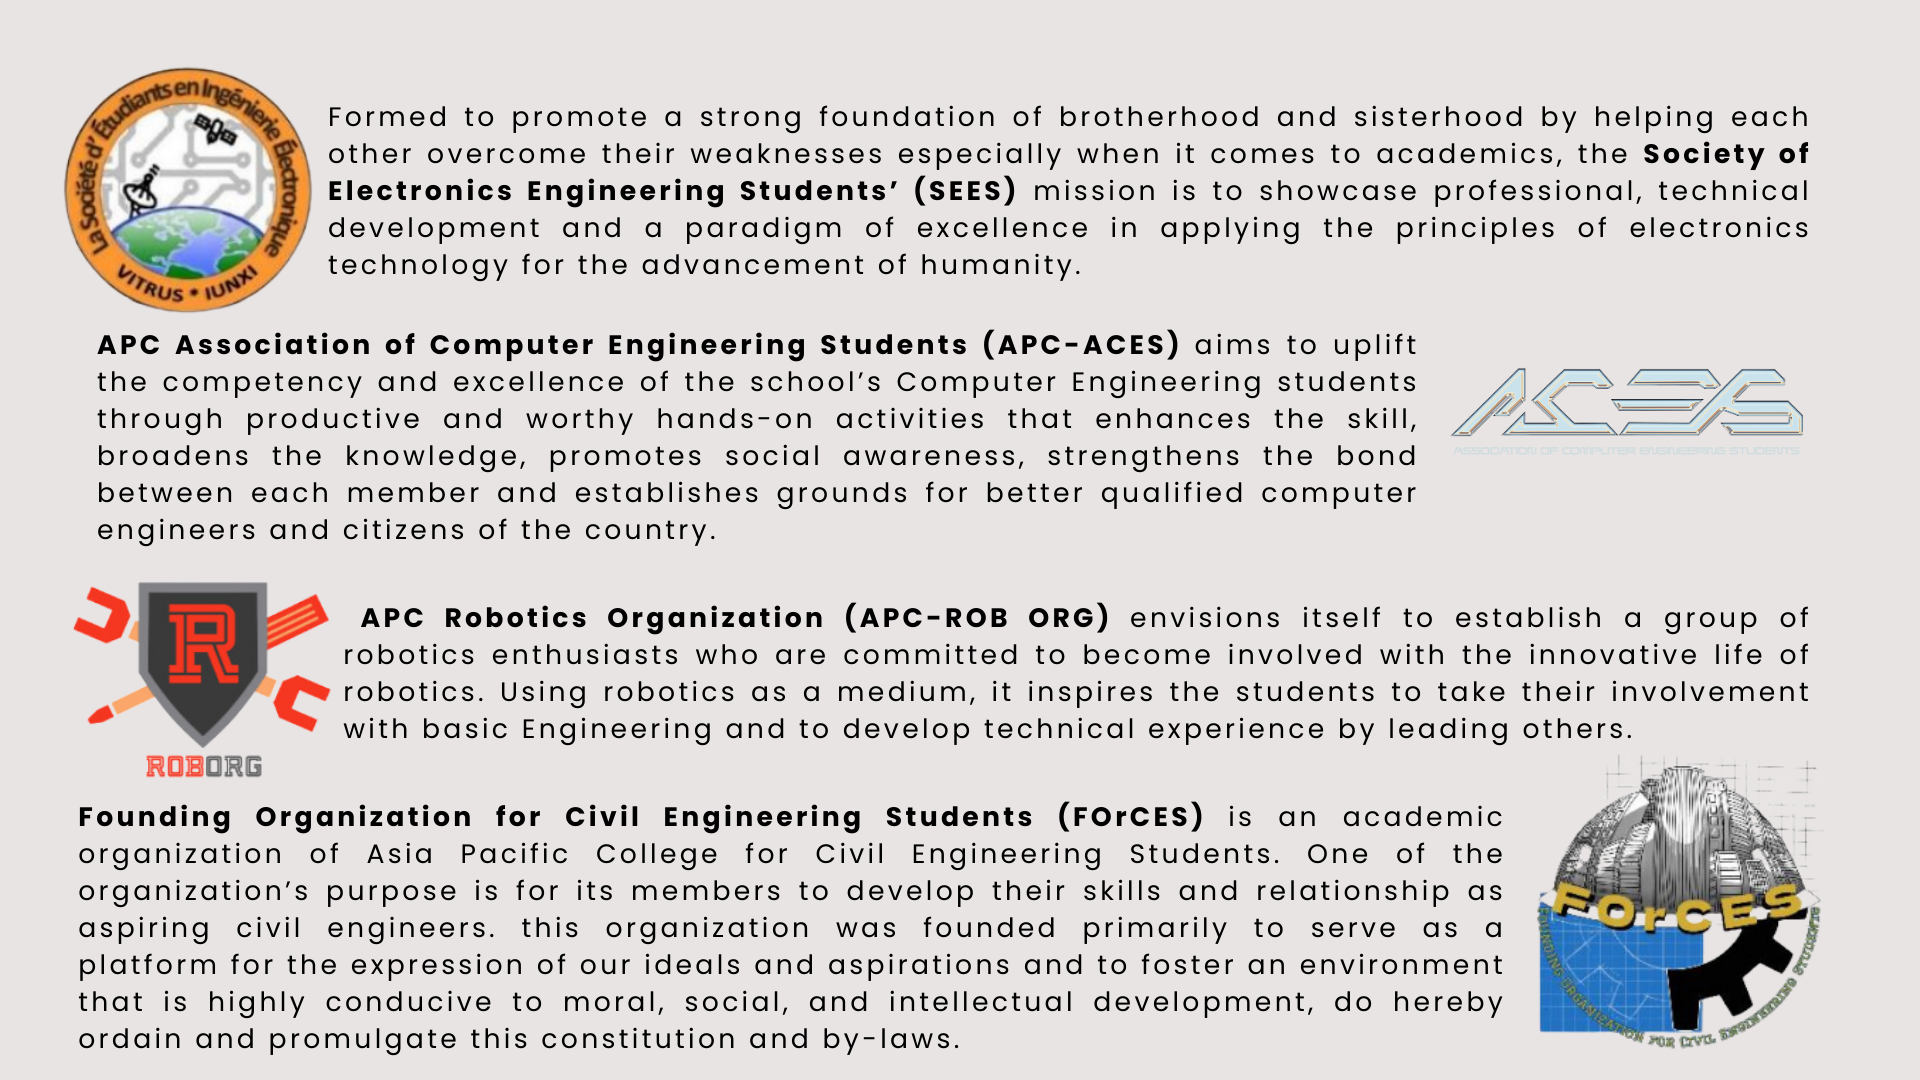 La Société d' Étudiants en Ingénierie Électronique
VITRUS * IUNXI
Formed to promote a strong foundation of brotherhood and sisterhood by helping each
other overcome their weaknesses especially when it comes to academics, the Society of
Electronics Engineering Students’ (SEES) mission is to showcase professional, technical
development and a paradigm of excellence in applying the principles of electronics
technology for the advancement of humanity.
APC Association of Computer Engineering Students (APC-ACES) aims to uplift
the competency and excellence of the school’s Computer Engineering students
through productive and worthy hands-on activities that enhances the skill,
broadens the knowledge, promotes social awareness, strengthens the bond
between each member and establishes grounds for better qualified computer
engineers and citizens of the country.
ACES
ASSOCIATION OF COMPUTER ENGINEERING STUDENTS
R
ROBORG
APC Robotics Organization (APC-ROB ORG) envisions itself to establish a group of
robotics enthusiasts who are committed to become involved with the innovative life of
robotics. Using robotics as a medium, it inspires the students to take their involvement
with basic Engineering and to develop technical experience by leading others.
Founding Organization for Civil Engineering Students (FOrCES) is an academic
organization of Asia Pacific College for Civil Engineering Students. One of the
organization’s purpose is for its members to develop their skills and relationship as
aspiring civil engineers. this organization was founded primarily to serve as a
platform for the expression of our ideals and aspirations and to foster an environment
that is highly conducive to moral, social, and intellectual development, do hereby
ordain and promulgate this constitution and by-laws.
FOrCES
FOUNDING ORGANIZATION FOR CIVIL ENGINEERING STUDENTS